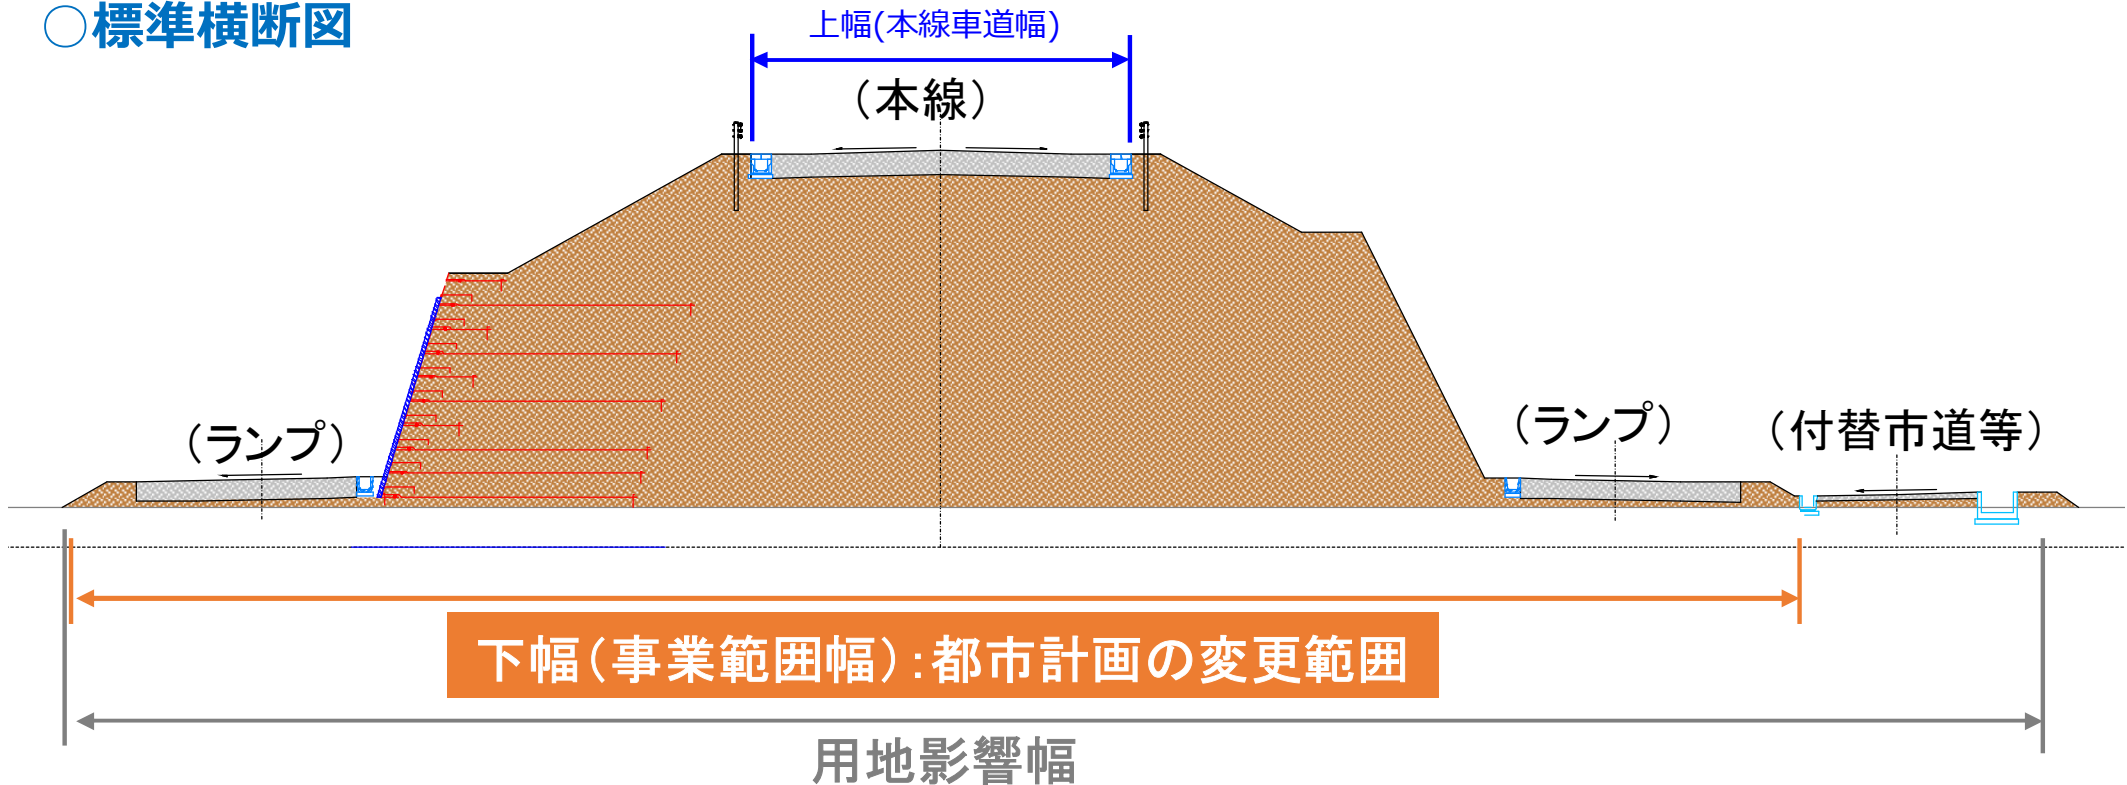 ○標準横断図
上幅(本線車道幅)
（本線）
（ランプ）
（ランプ）
（付替市道等）
下幅（事業範囲幅）：都市計画の変更範囲
用地影響幅